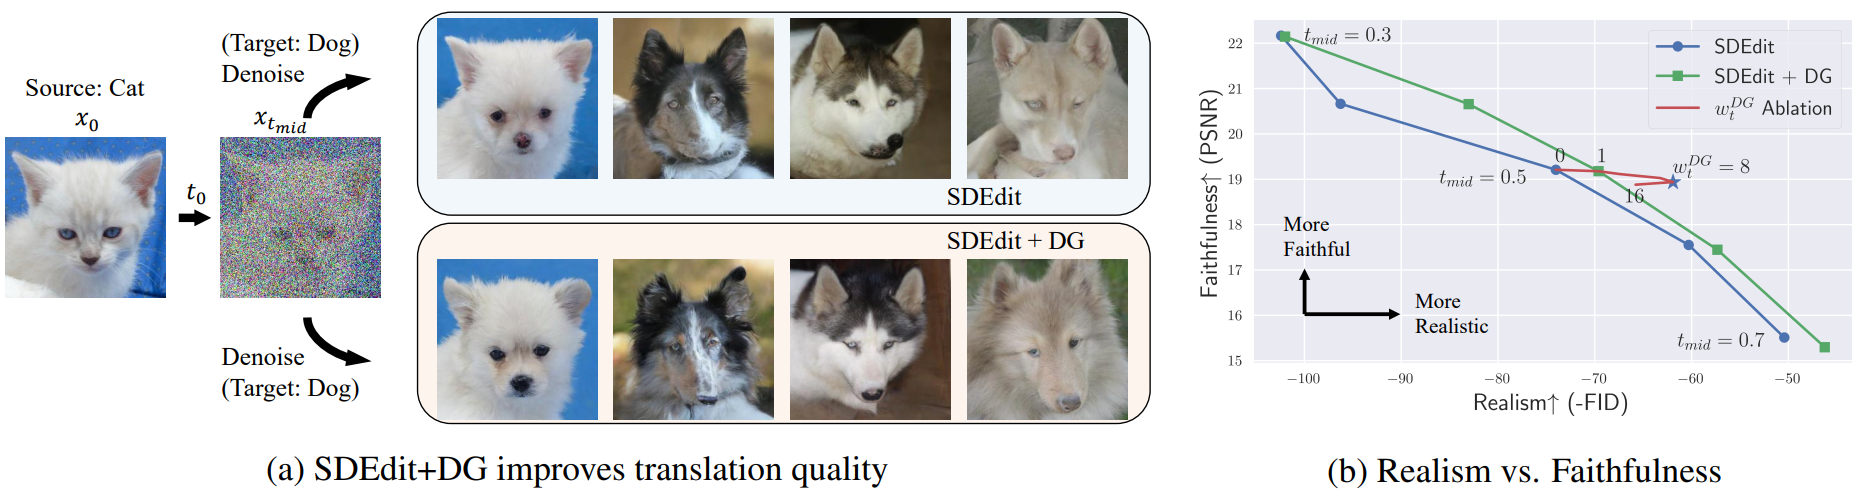 Source: Cat
x₀
t₀
(Target: Dog)
Denoise
x_{t_{mid}}
Denoise
(Target: Dog)
SDEdit
SDEdit + DG
(a) SDEdit+DG improves translation quality
Faithfulness↑ (PSNR)
22
21
20
19
18
17
16
15
t_{mid} = 0.3
SDEdit
SDEdit + DG
w_t^{DG} Ablation
0
1
w_t^{DG} = 8
t_{mid} = 0.5
16
More
Faithful
More
Realistic
t_{mid} = 0.7
−100
−90
−80
−70
−60
−50
Realism↑ (-FID)
(b) Realism vs. Faithfulness